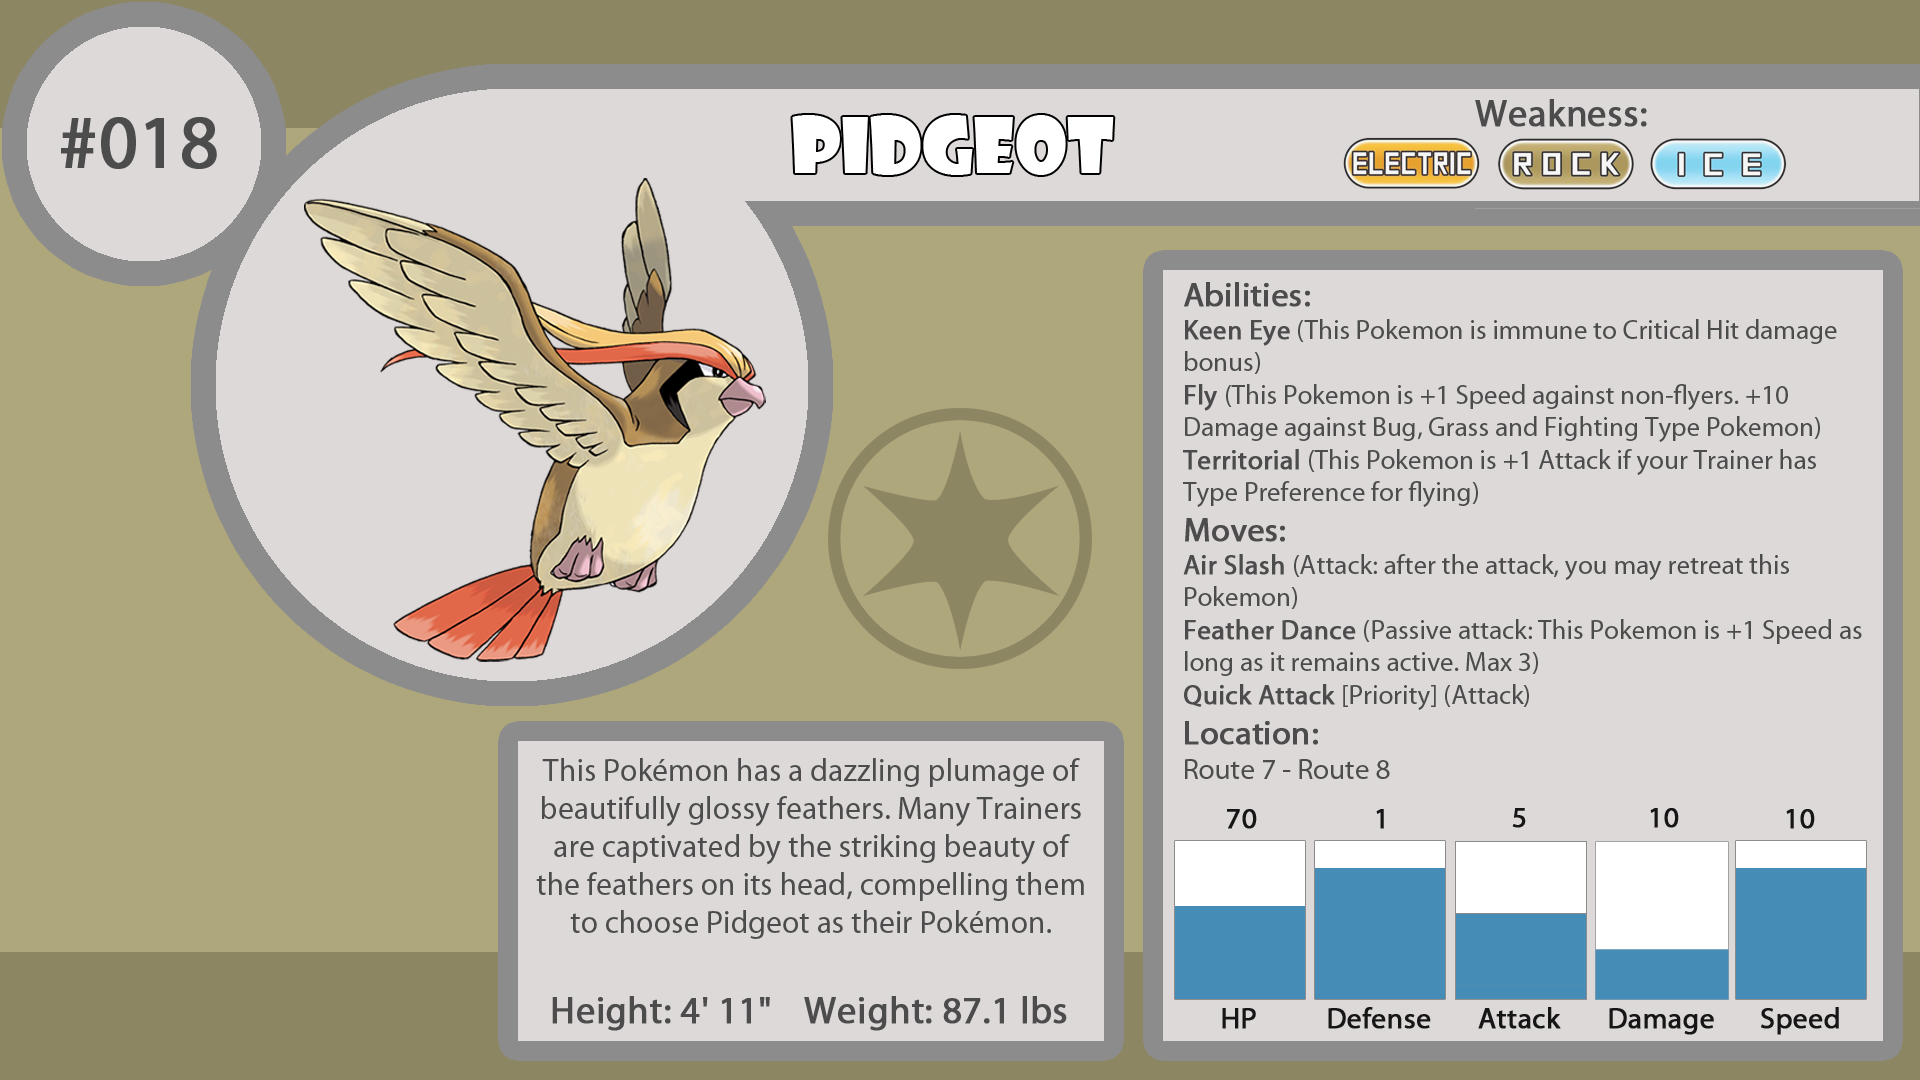 #018
PIDGEOT
Weakness:
ELECTRIC ROCK ICE
Abilities:
Keen Eye (This Pokemon is immune to Critical Hit damage
bonus)
Fly (This Pokemon is +1 Speed against non-flyers. +10
Damage against Bug, Grass and Fighting Type Pokemon)
Territorial (This Pokemon is +1 Attack if your Trainer has
Type Preference for flying)
Moves:
Air Slash (Attack: after the attack, you may retreat this
Pokemon)
Feather Dance (Passive attack: This Pokemon is +1 Speed as
long as it remains active. Max 3)
Quick Attack [Priority] (Attack)
Location:
Route 7 - Route 8
70 1 5 10 10
HP Defense Attack Damage Speed
This Pokémon has a dazzling plumage of
beautifully glossy feathers. Many Trainers
are captivated by the striking beauty of
the feathers on its head, compelling them
to choose Pidgeot as their Pokémon.
Height: 4' 11" Weight: 87.1 lbs